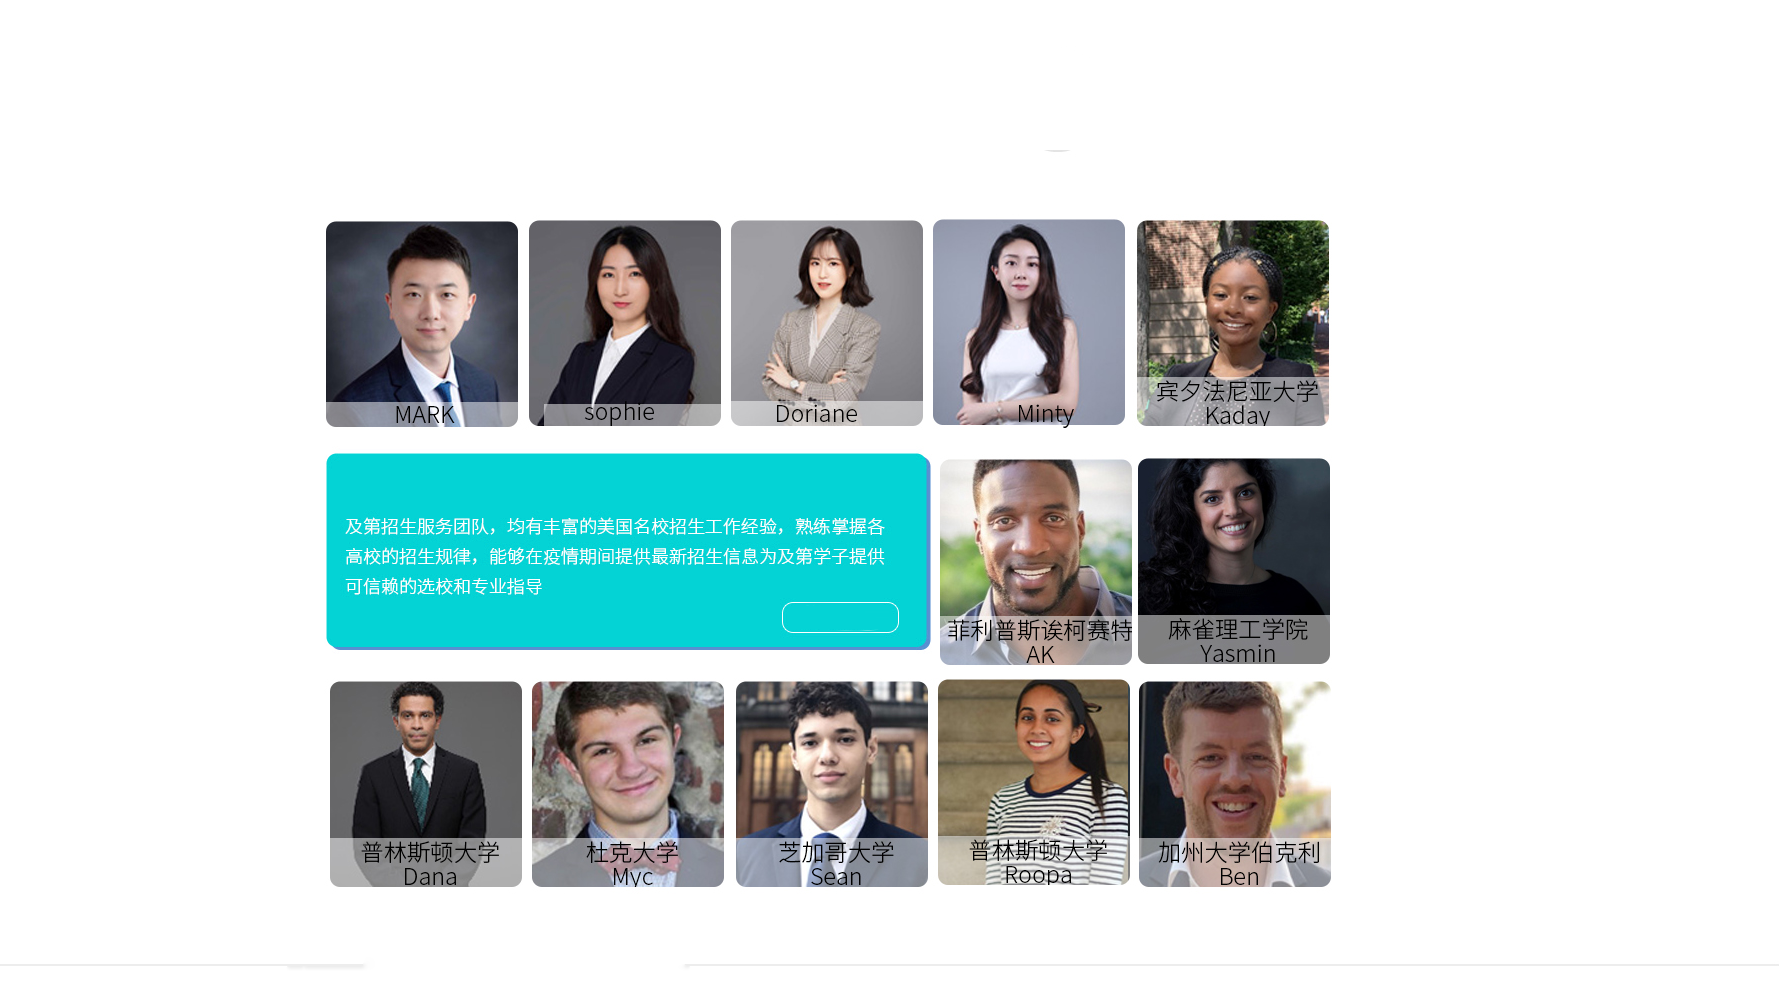 MARK
sophie
Doriane
Minty
宾夕法尼亚大学
Kaday
及第招生服务团队，均有丰富的美国名校招生工作经验，熟练掌握各
高校的招生规律，能够在疫情期间提供最新招生信息为及第学子提供
可信赖的选校和专业指导
菲利普斯诶柯赛特
AK
麻雀理工学院
Yasmin
普林斯顿大学
Dana
杜克大学
Myc
芝加哥大学
Sean
普林斯顿大学
Roopa
加州大学伯克利
Ben